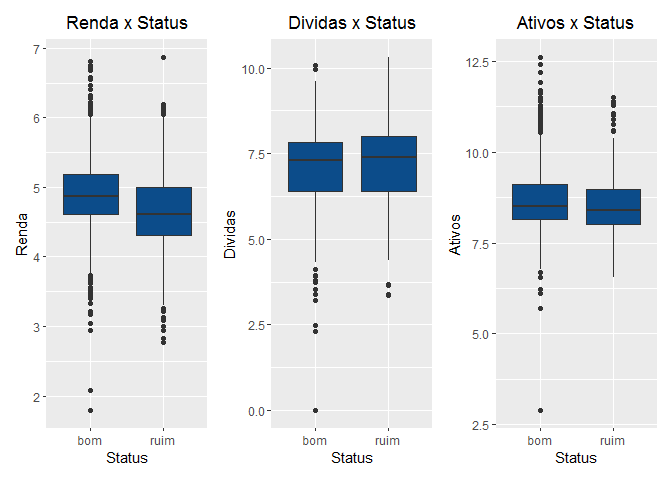 Renda x Status
Renda
7
6
5
4
3
2
bom ruim
Status
Dividas x Status
Dividas
10.0
7.5
5.0
2.5
0.0
bom ruim
Status
Ativos x Status
Ativos
12.5
10.0
7.5
5.0
2.5
bom ruim
Status